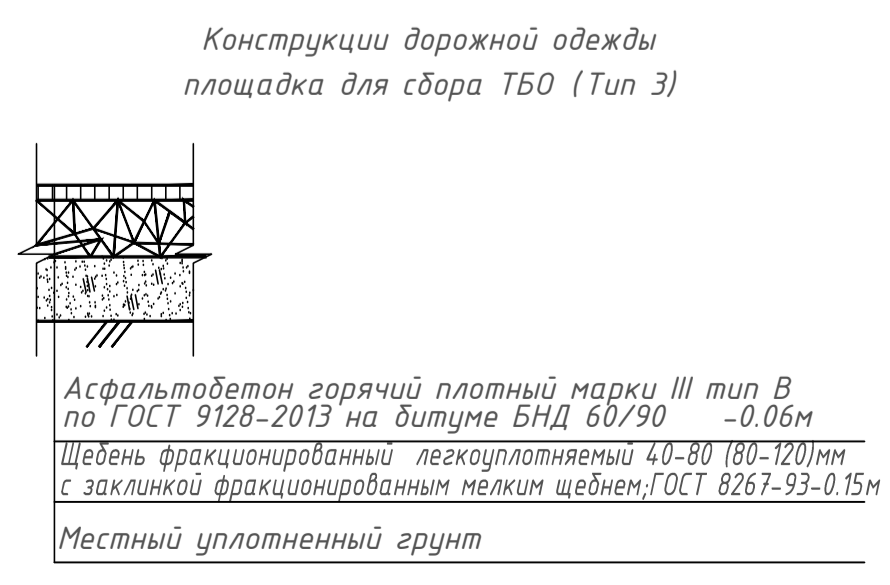 Конструкции дорожной одежды
площадка для сбора ТБО (Тип 3)
Асфальтобетон горячий плотный марки III тип В
по ГОСТ 9128-2013 на битуме БНД 60/90 -0.06м
Щебень фракционированный легкоуплотняемый 40-80 (80-120)мм
с заклинкой фракционированным мелким щебнем;ГОСТ 8267-93-0.15м
Местный уплотненный грунт